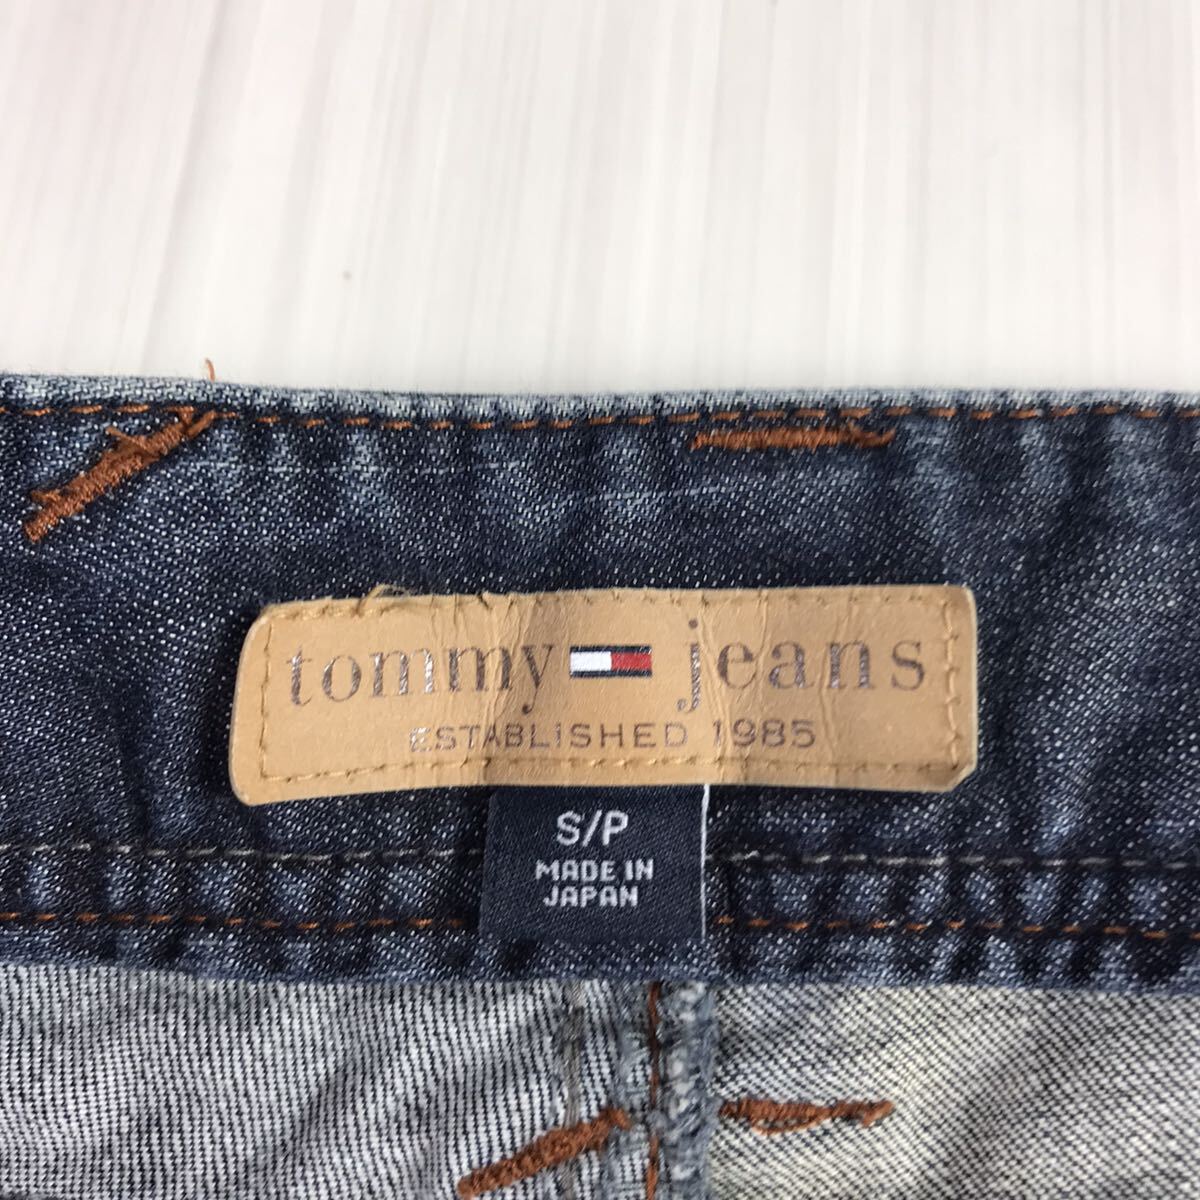 tommy jeans
ESTABLiSHED 1985
S/P
MADE IN
JAPAN